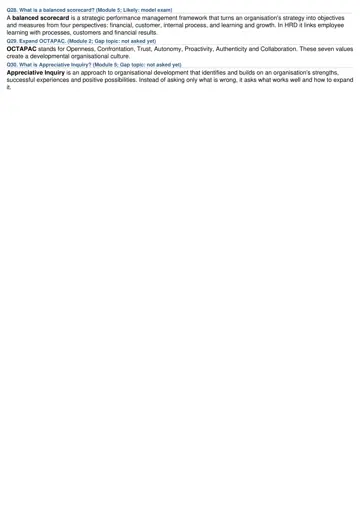 Q28. What is a balanced scorecard? (Module 5; Likely: model exam)
A balanced scorecard is a strategic performance management framework that turns an organisation's strategy into objectives
and measures from four perspectives: financial, customer, internal process, and learning and growth. In HRD it links employee
learning with processes, customers and financial results.
Q29. Expand OCTAPAC. (Module 2; Gap topic: not asked yet)
OCTAPAC stands for Openness, Confrontation, Trust, Autonomy, Proactivity, Authenticity and Collaboration. These seven values
create a developmental organisational culture.
Q30. What is Appreciative Inquiry? (Module 5; Gap topic: not asked yet)
Appreciative Inquiry is an approach to organisational development that identifies and builds on an organisation's strengths,
successful experiences and positive possibilities. Instead of asking only what is wrong, it asks what works well and how to expand
it.